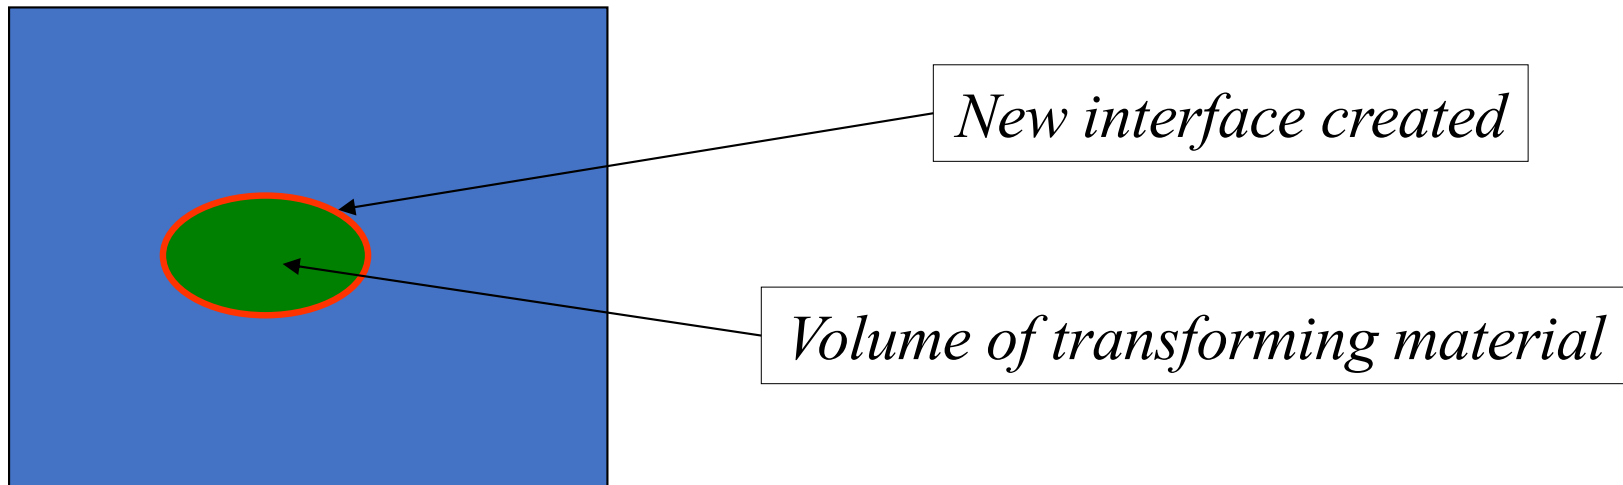 New interface created
Volume of transforming material